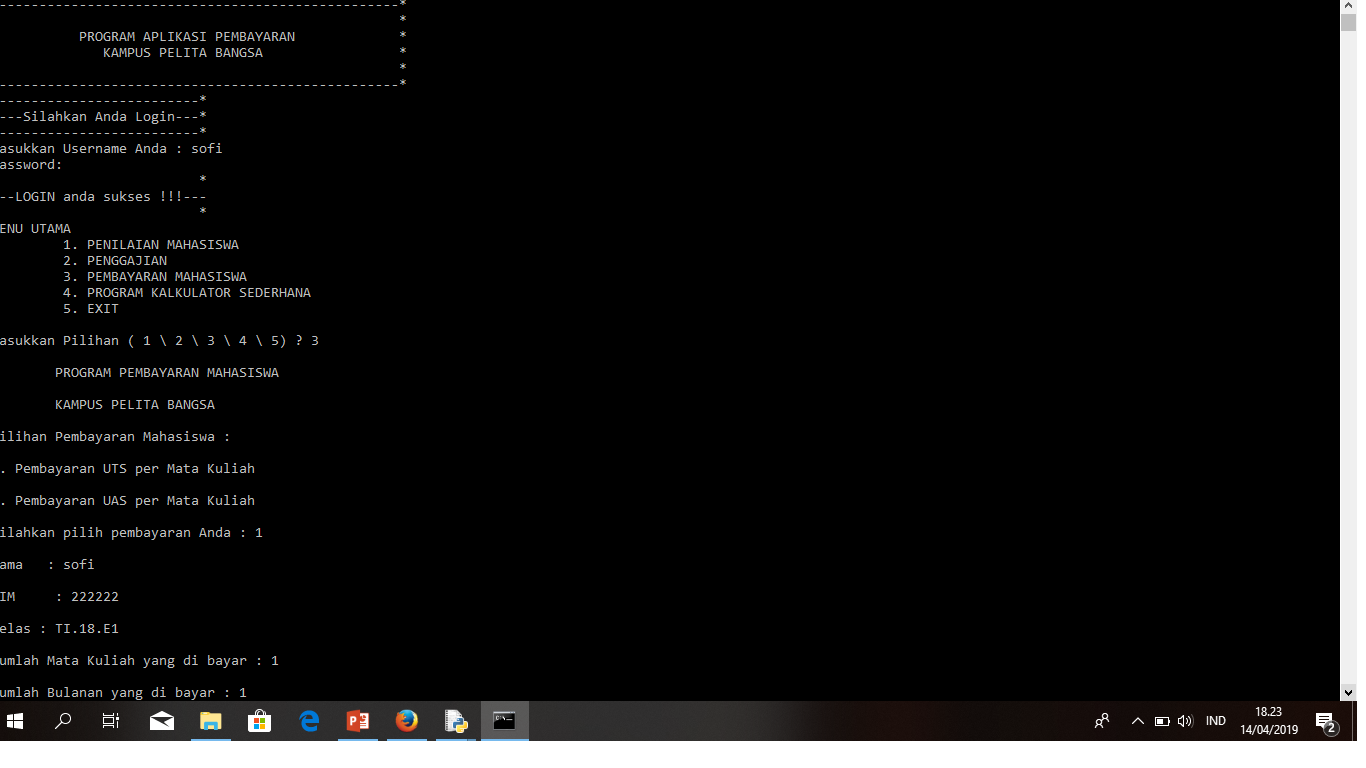 --------------------------------------------------*
*
PROGRAM APLIKASI PEMBAYARAN *
KAMPUS PELITA BANGSA *
*
--------------------------------------------------*
-------------------------*
---Silahkan Anda Login---*
-------------------------*
asukkan Username Anda : sofi
assword:
*
--LOGIN anda sukses !!!---
*
ENU UTAMA
1. PENILAIAN MAHASISWA
2. PENGGAJIAN
3. PEMBAYARAN MAHASISWA
4. PROGRAM KALKULATOR SEDERHANA
5. EXIT
asukkan Pilihan ( 1 \ 2 \ 3 \ 4 \ 5) ? 3
PROGRAM PEMBAYARAN MAHASISWA
KAMPUS PELITA BANGSA
ilihan Pembayaran Mahasiswa :
. Pembayaran UTS per Mata Kuliah
. Pembayaran UAS per Mata Kuliah
ilahkan pilih pembayaran Anda : 1
ama : sofi
IM : 222222
elas : TI.18.E1
umlah Mata Kuliah yang di bayar : 1
umlah Bulanan yang di bayar : 1
IND
18.23
14/04/2019
2